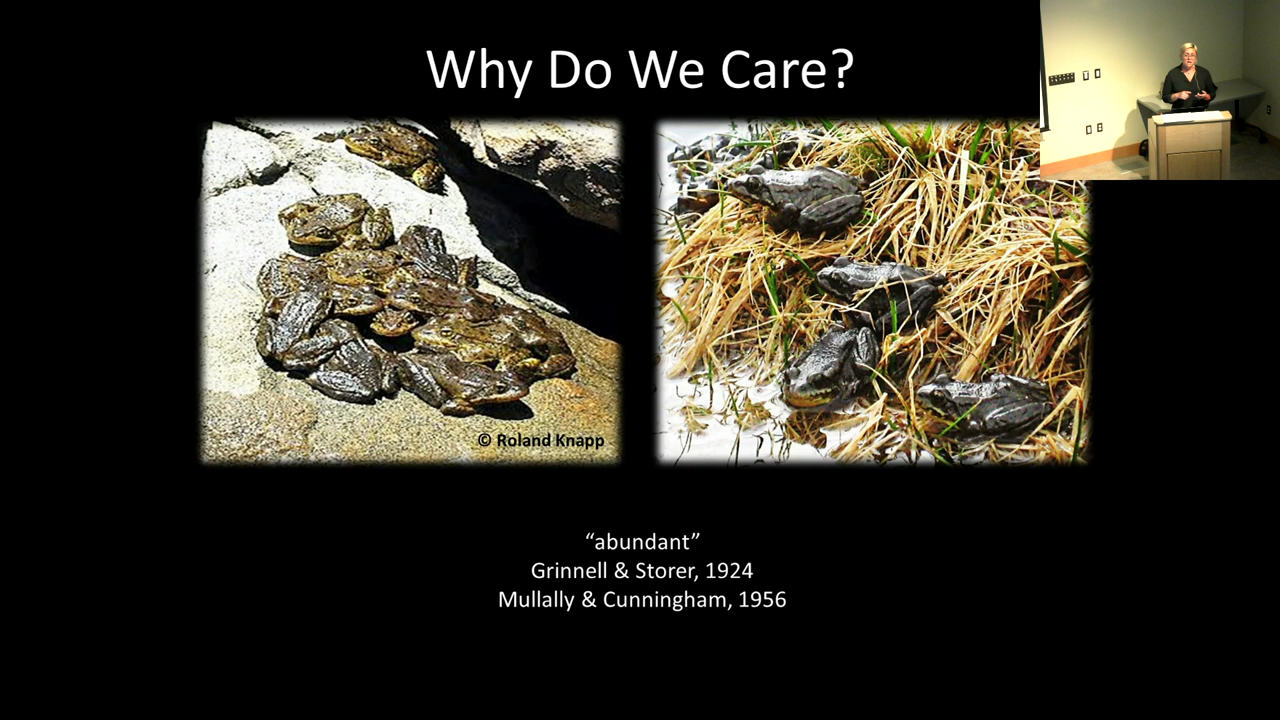 Why Do We Care?
© Roland Knapp
“abundant”
Grinnell & Storer, 1924
Mullally & Cunningham, 1956